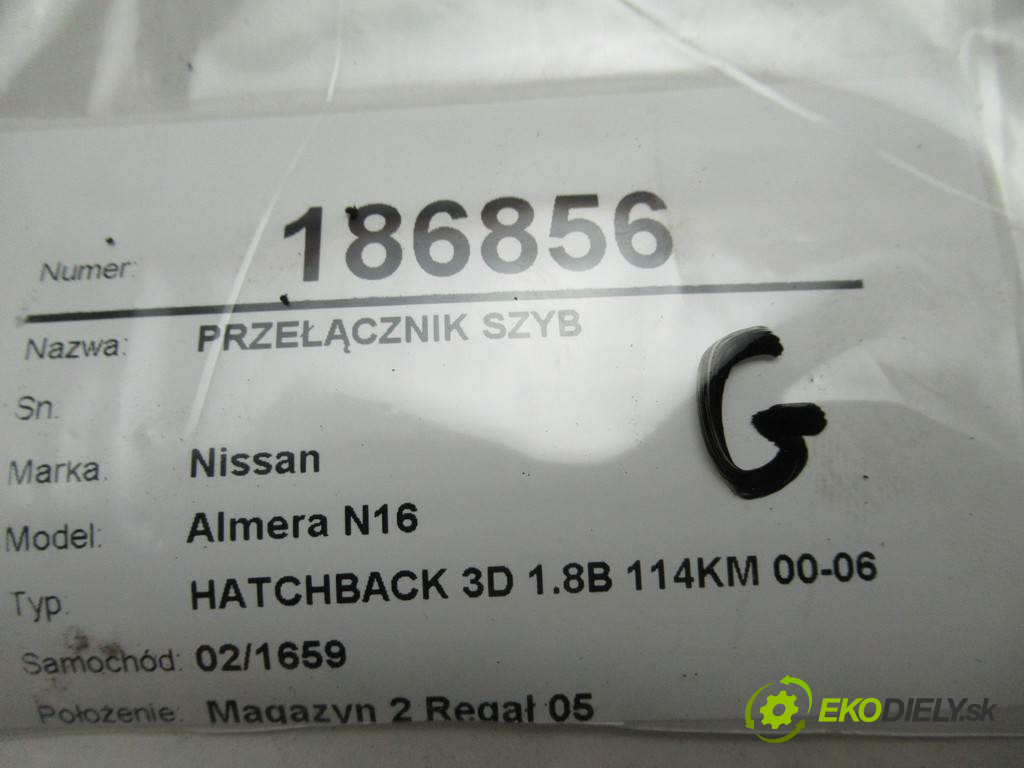 Numer: 186856
Nazwa: PRZEŁĄCZNIK SZYB
Sn.
G
Marka: Nissan
Model: Almera N16
Typ: HATCHBACK 3D 1.8B 114KM 00-06
Samochód: 02/1659
Położenie: Magazyn 2 Regał 05
EKODIELY.sk